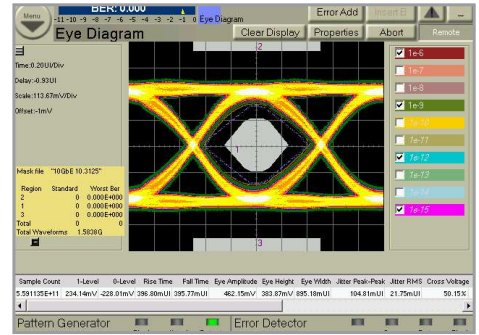 Menu
BER: 0.000
-11 -10 -9 -8 -7 -6 -5 -4 -3 -2 -1 0 Eye Diagram
Error Add
Insert B
Eye Diagram
Clear Display
Properties
Abort
Remote
Time:0.20UI/Div
Delay:-0.93UI
Scale:113.67mV/Div
Offset:-1mV
2
1
3
1e-6
1e-7
1e-8
1e-9
1e-10
1e-11
1e-12
1e-13
1e-14
1e-15
Mask file "10GbE 10.3125"
Region Standard Worst Ber
2 0 0.000E+000
1 0 0.000E+000
3 0 0.000E+000
Total 0 0
Total Waveforms 1.5838G
Sample Count 1-Level 0-Level Rise Time Fall Time Eye Amplitude Eye Height Eye Width Jitter Peak-Peak Jitter RMS Cross Voltage
5.591135E+11 234.14mV -228.01mV 396.80mUI 395.77mUI 462.15mV 383.87mV 895.18mUI 104.81mUI 21.75mUI 50.15%
Pattern Generator
Error Detector